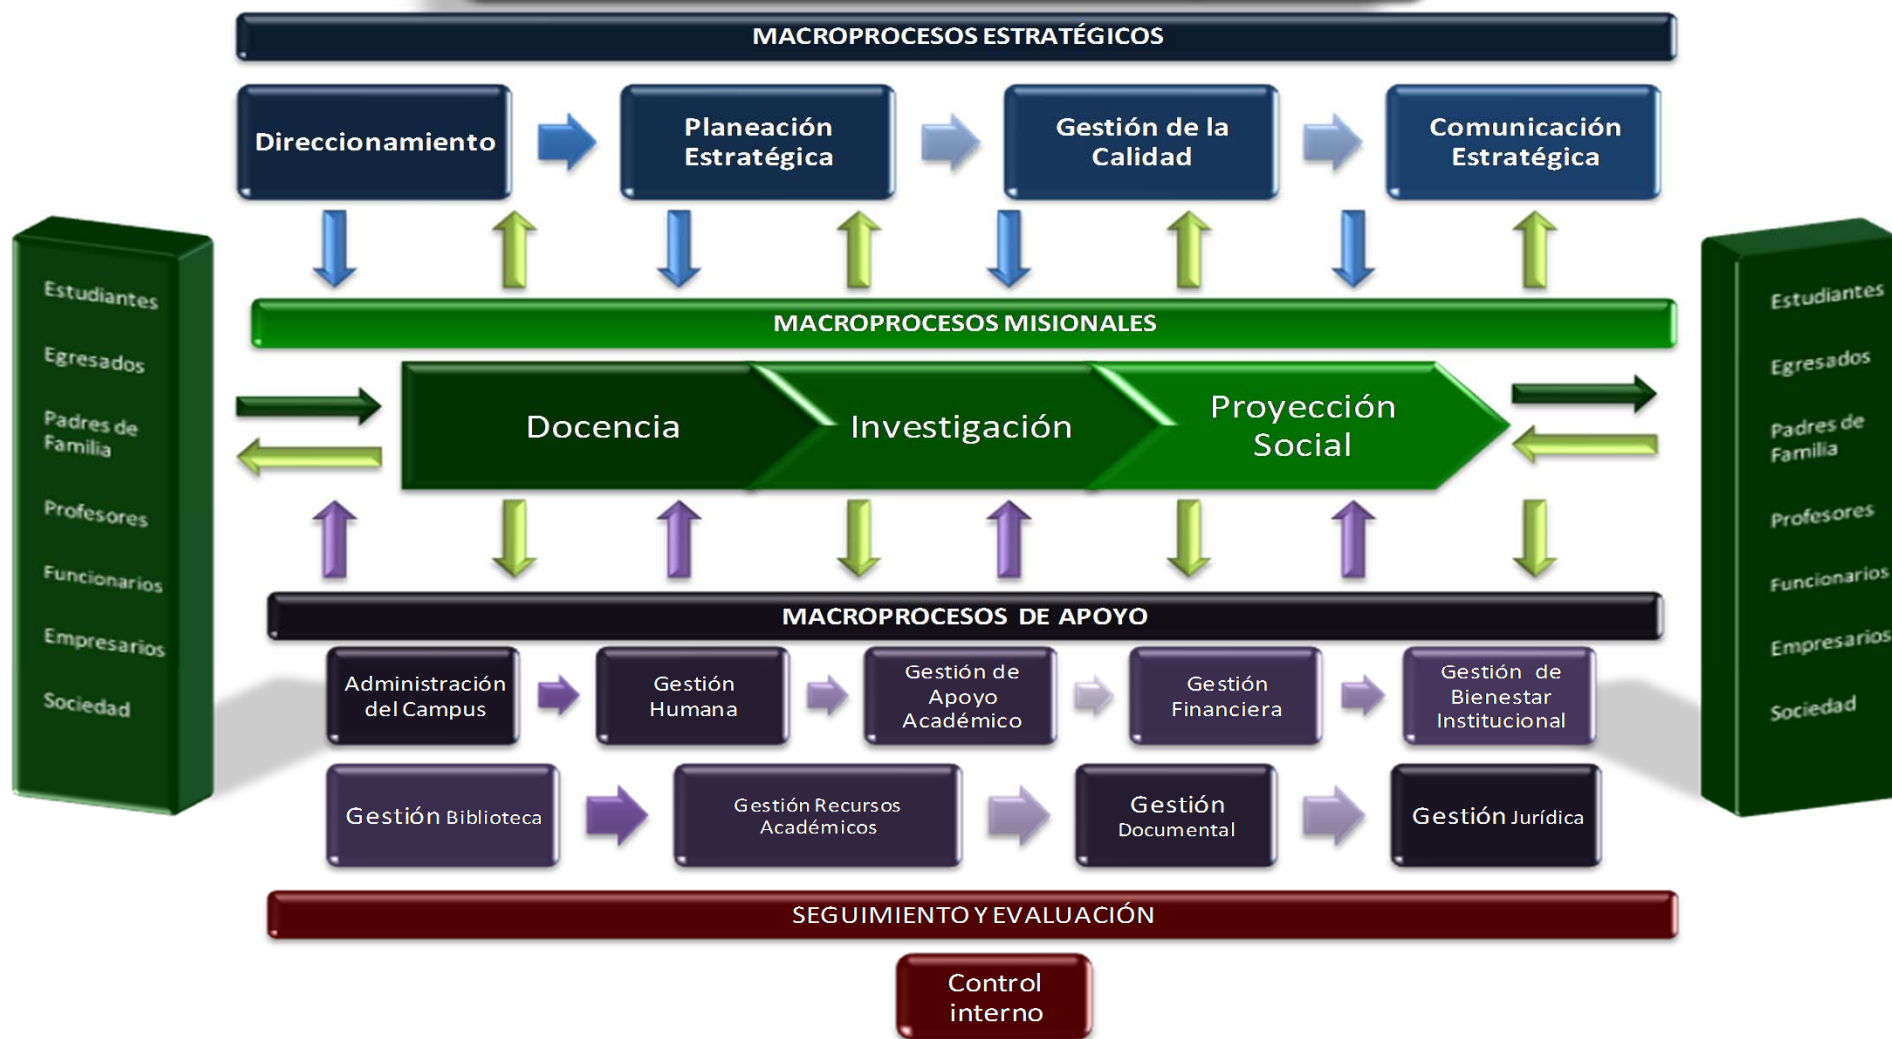 MACROPROCESOS ESTRATÉGICOS
Direccionamiento
Planeación
Estratégica
Gestión de la
Calidad
Comunicación
Estratégica
Estudiantes
Egresados
Padres de
Familia
Profesores
Funcionarios
Empresarios
Sociedad
MACROPROCESOS MISIONALES
Docencia
Investigación
Proyección
Social
MACROPROCESOS DE APOYO
Administración
del Campus
Gestión
Humana
Gestión de
Apoyo
Académico
Gestión
Financiera
Gestión de
Bienestar
Institucional
Gestión Biblioteca
Gestión Recursos
Académicos
Gestión
Documental
Gestión Jurídica
SEGUIMIENTO Y EVALUACIÓN
Control
interno
Estudiantes
Egresados
Padres de
Familia
Profesores
Funcionarios
Empresarios
Sociedad